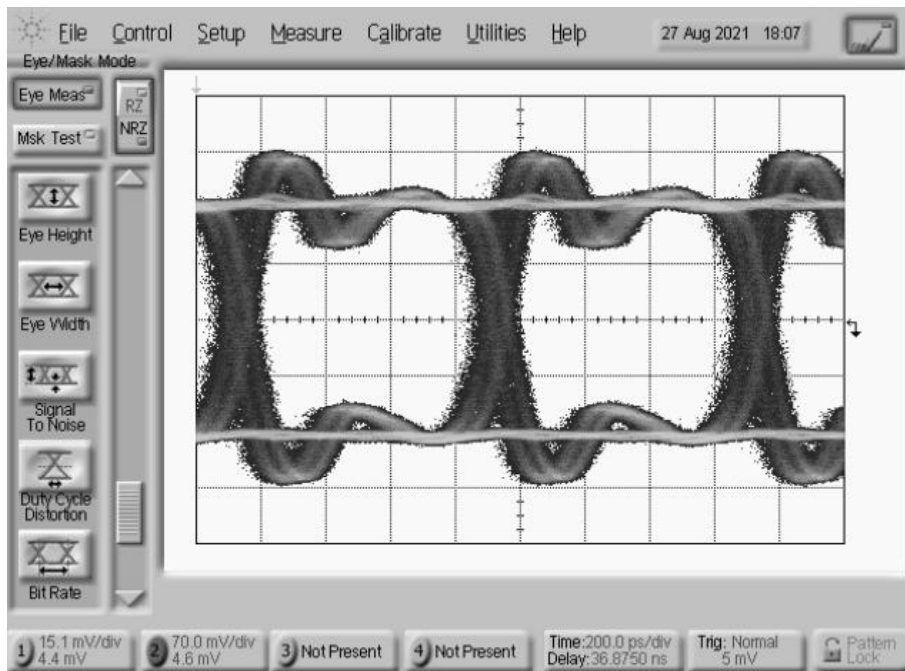 File Control Setup Measure Calibrate Utilities Help 27 Aug 2021 18:07
Eye/Mask Mode
Eye Meas
RZ
NRZ
Msk Test
Eye Height
Eye Width
Signal
To Noise
Duty Cycle
Distortion
Bit Rate
1 15.1 mV/div
4.4 mV
2 70.0 mV/div
4.6 mV
3 Not Present
4 Not Present
Time:200.0 ps/div
Delay:36.8750 ns
Trig: Normal
5 mV
Pattern
Lock